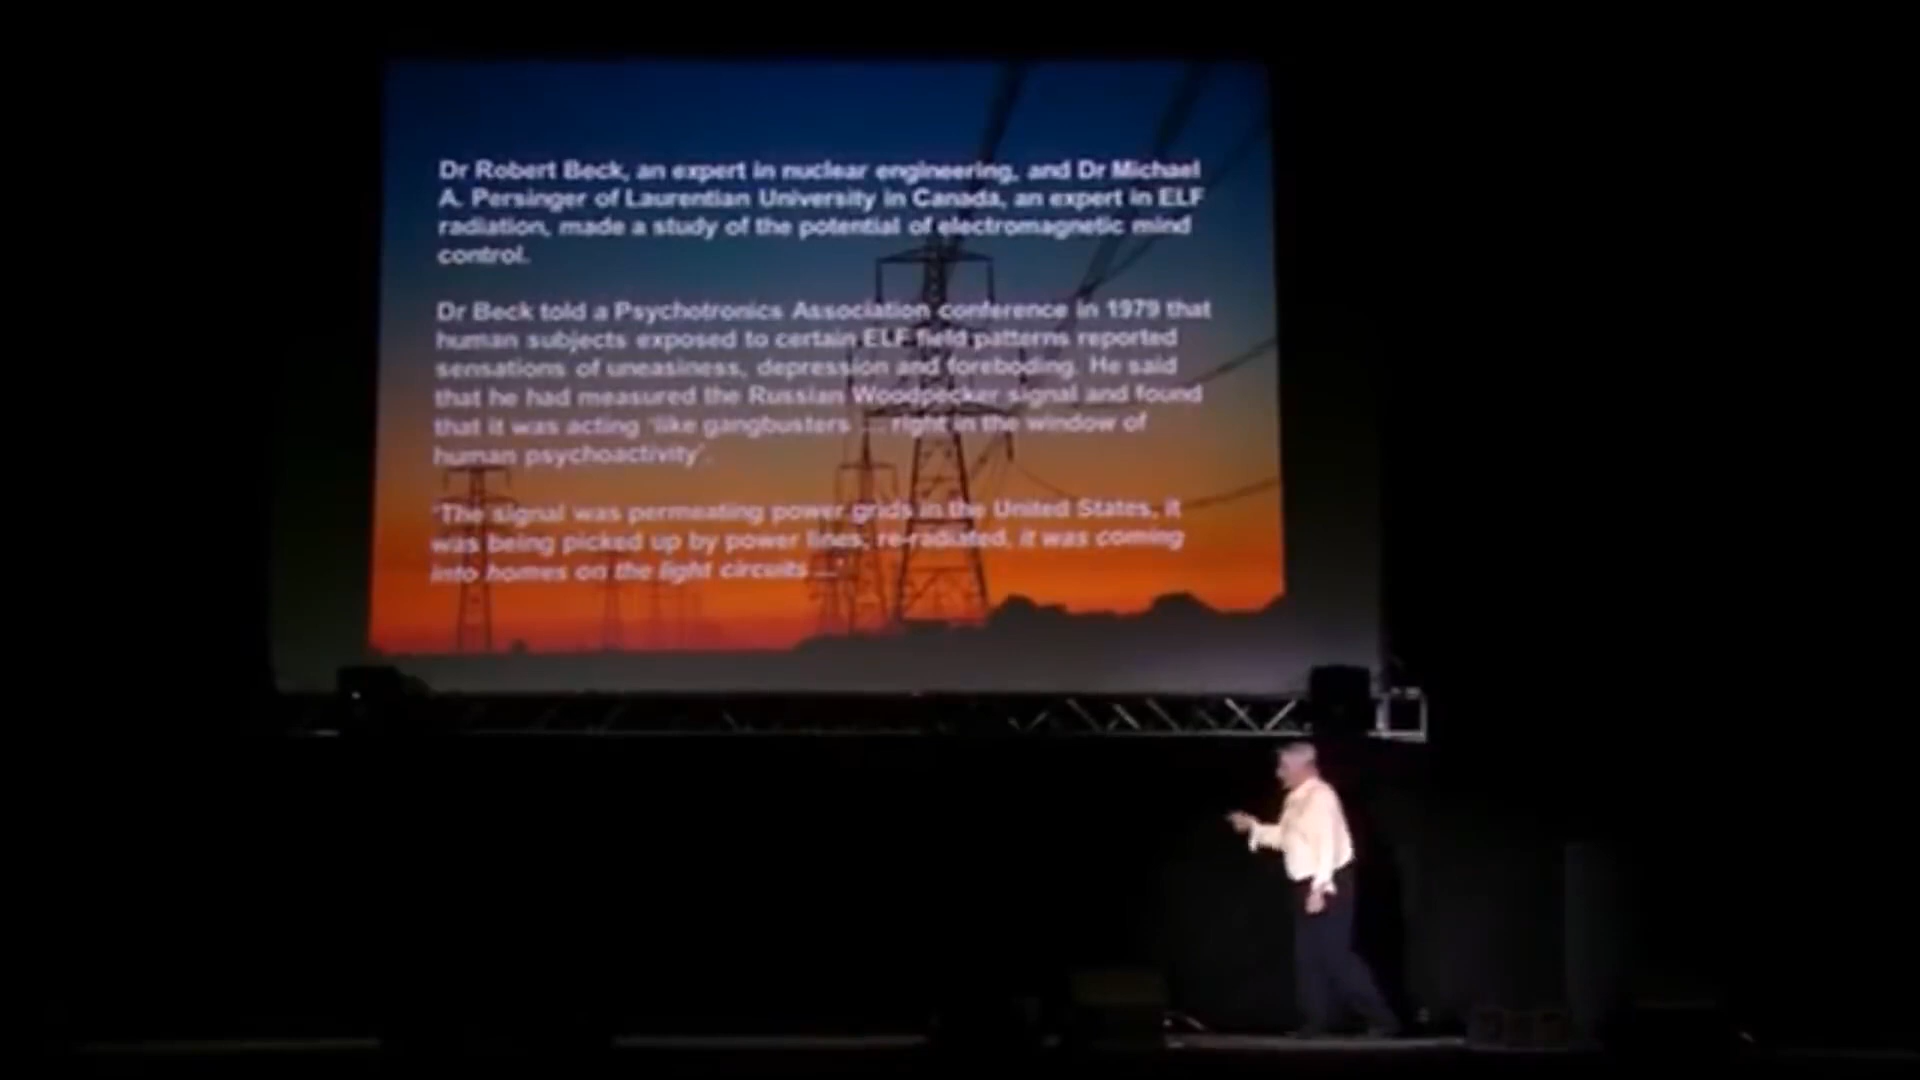 Dr Robert Beck, an expert in nuclear engineering, and Dr Michael
A. Persinger of Laurentian University in Canada, an expert in ELF
radiation, made a study of the potential of electromagnetic mind
control.
Dr Beck told a Psychotronics Association conference in 1979 that
human subjects exposed to certain ELF field patterns reported
sensations of uneasiness, depression and foreboding. He said
that he had measured the Russian Woodpecker signal and found
that it was acting 'like gangbusters ... right in the window of
human psychoactivity'.
'The signal was permeating power grids in the United States, it
was being picked up by power lines, re-radiated, it was coming
into homes on the light circuits ...'